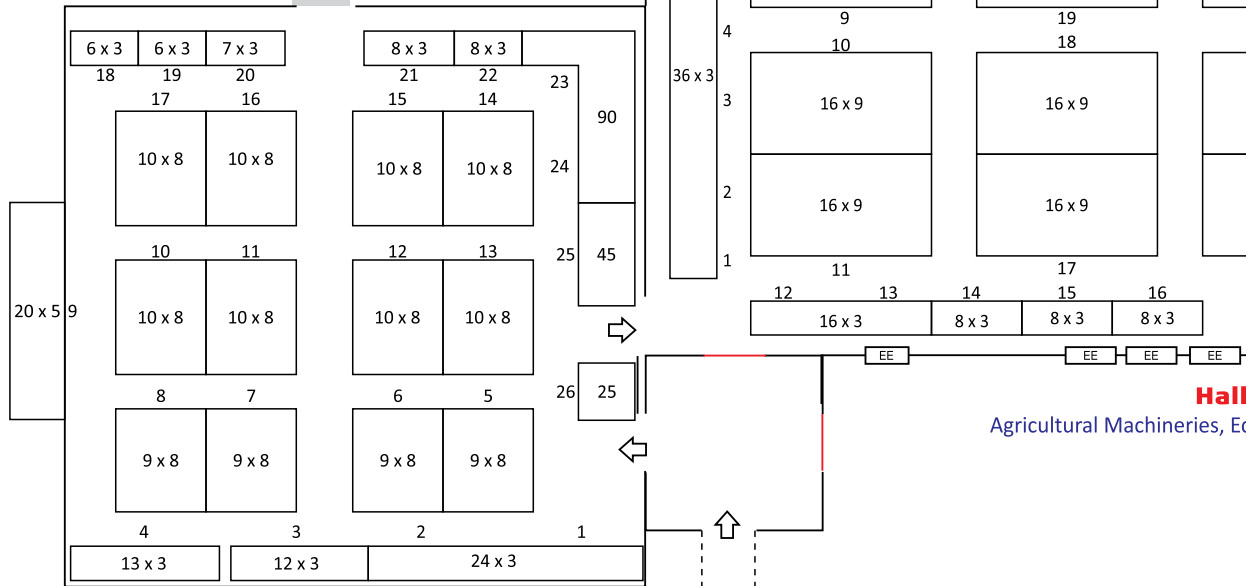 6 x 3 6 x 3 7 x 3 8 x 3 8 x 3
18 19 20 21 22 23
17 16 15 14
10 x 8 10 x 8 10 x 8 10 x 8
90
24
10 11 12 13
25 45
20 x 5 9
10 x 8 10 x 8 10 x 8 10 x 8
8 7 6 5
26 25
9 x 8 9 x 8 9 x 8 9 x 8
4 3 2 1
13 x 3 12 x 3 24 x 3
36 x 3
4
3
2
1
9 19
10 18
16 x 9 16 x 9
16 x 9 16 x 9
11 17
12 13 14 15 16
16 x 3 8 x 3 8 x 3 8 x 3
EE EE EE EE
Hall
Agricultural Machineries,